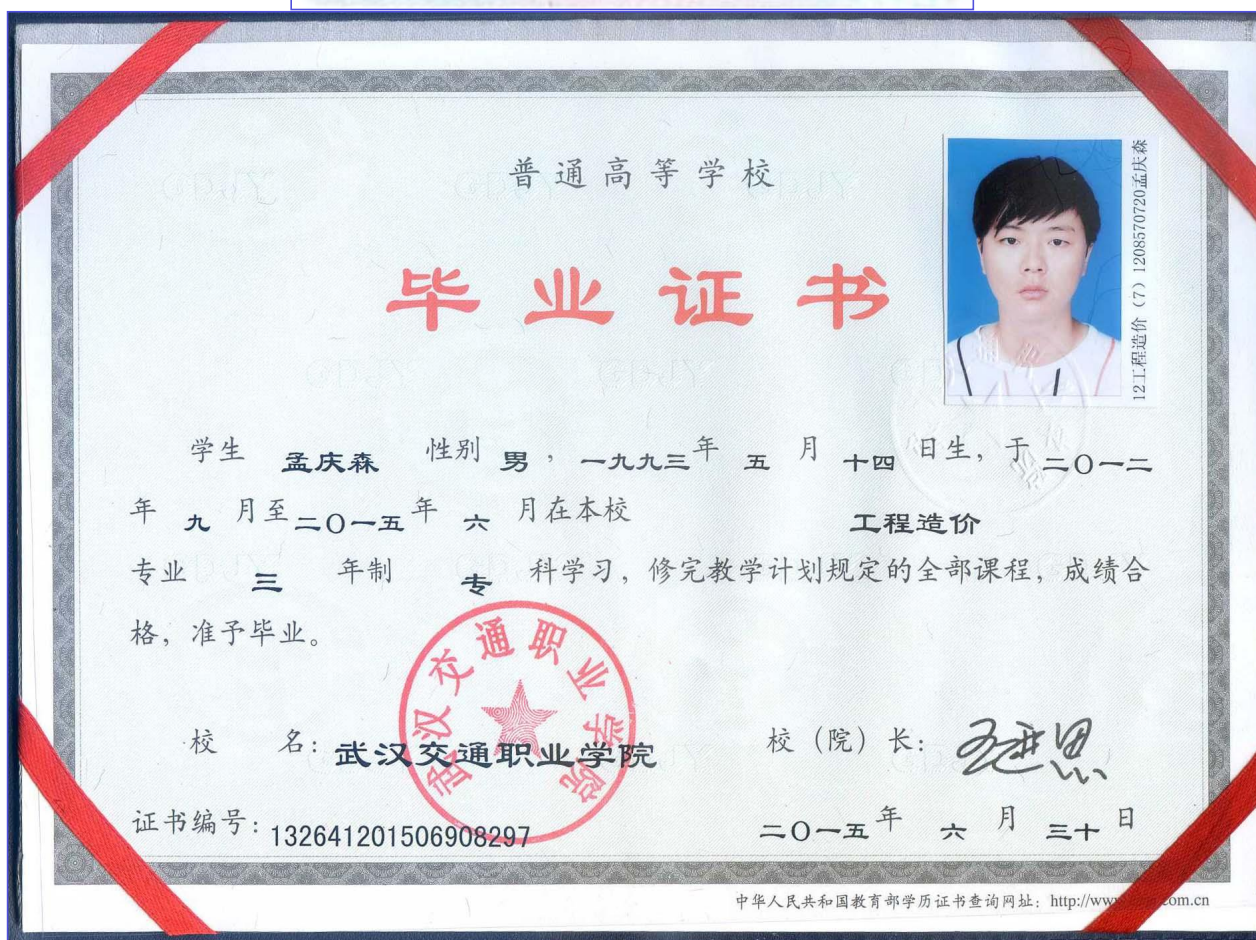 普通高等学校
毕业证书
12工程造价（7）1208570720孟庆森
学生 孟庆森 性别 男，一九九三年 五 月 十四 日生，于 二〇一二
年 九 月至 二〇一五 年 六 月在本校 工程造价
专业 三 年制 专 科学习，修完教学计划规定的全部课程，成绩合
格，准予毕业。
武汉交通职业学院
校 名：武汉交通职业学院 校（院）长：
证书编号：132641201506908297 二〇一五 年 六 月 三十 日
中华人民共和国教育部学历证书查询网址：http://www. com.cn